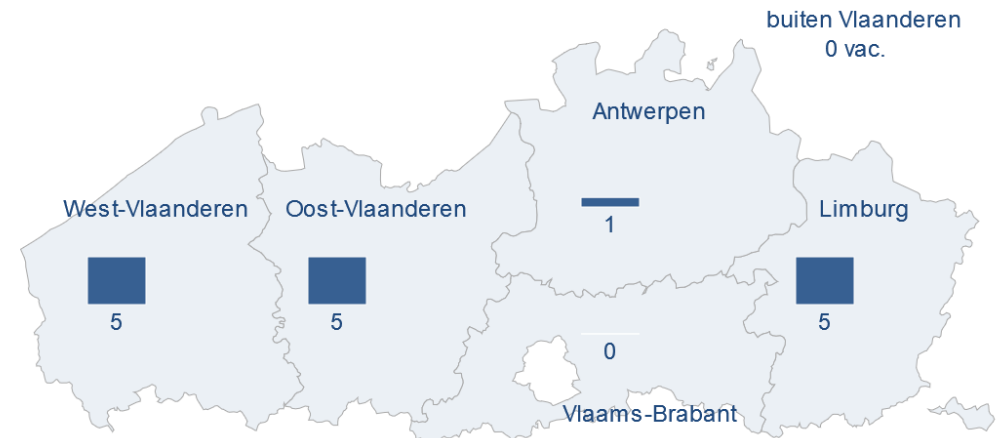 buiten Vlaanderen
0 vac.
Antwerpen
1
West-Vlaanderen
5
Oost-Vlaanderen
5
Limburg
5
0
Vlaams-Brabant